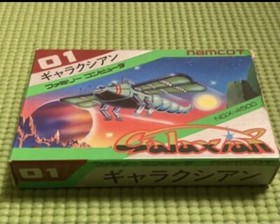 01
ギャラクシアン
ファミリー コンピュータ
namcot
NGX-4500
Galaxian
01
ギャラクシアン